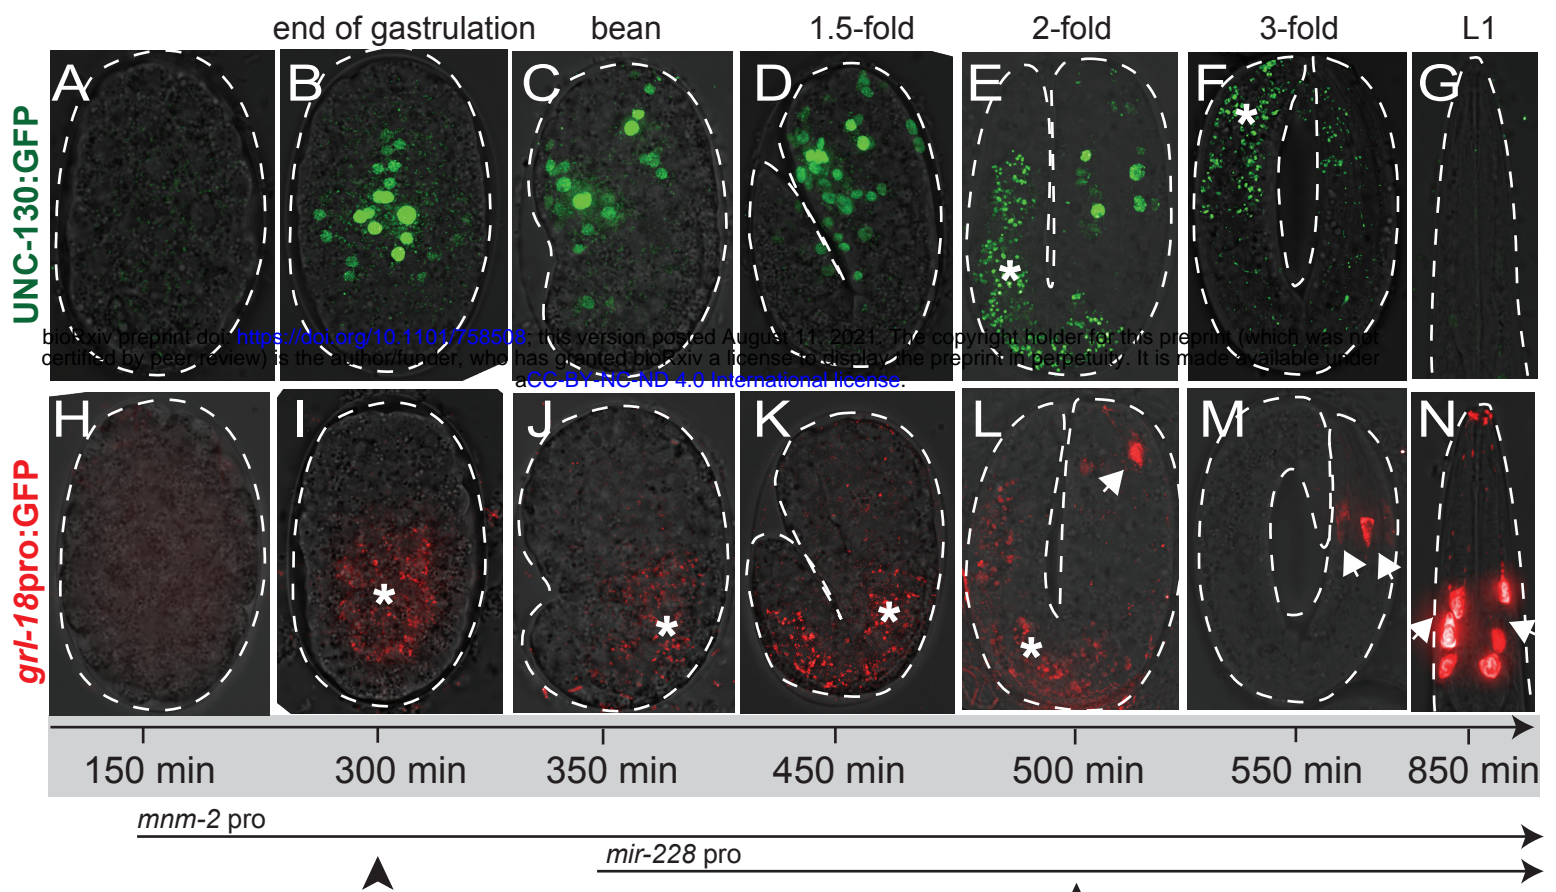 end of gastrulation bean 1.5-fold 2-fold 3-fold L1
UNC-130:GFP
A B C D E F G
* *
bioRxiv preprint doi: https://doi.org/10.1101/758508; this version posted August 11, 2021. The copyright holder for this preprint (which was not
certified by peer review) is the author/funder, who has granted bioRxiv a license to display the preprint in perpetuity. It is made available under
aCC-BY-NC-ND 4.0 International license.
grl-18pro:GFP
H I J K L M N
* * * *
150 min 300 min 350 min 450 min 500 min 550 min 850 min
mnm-2 pro
mir-228 pro